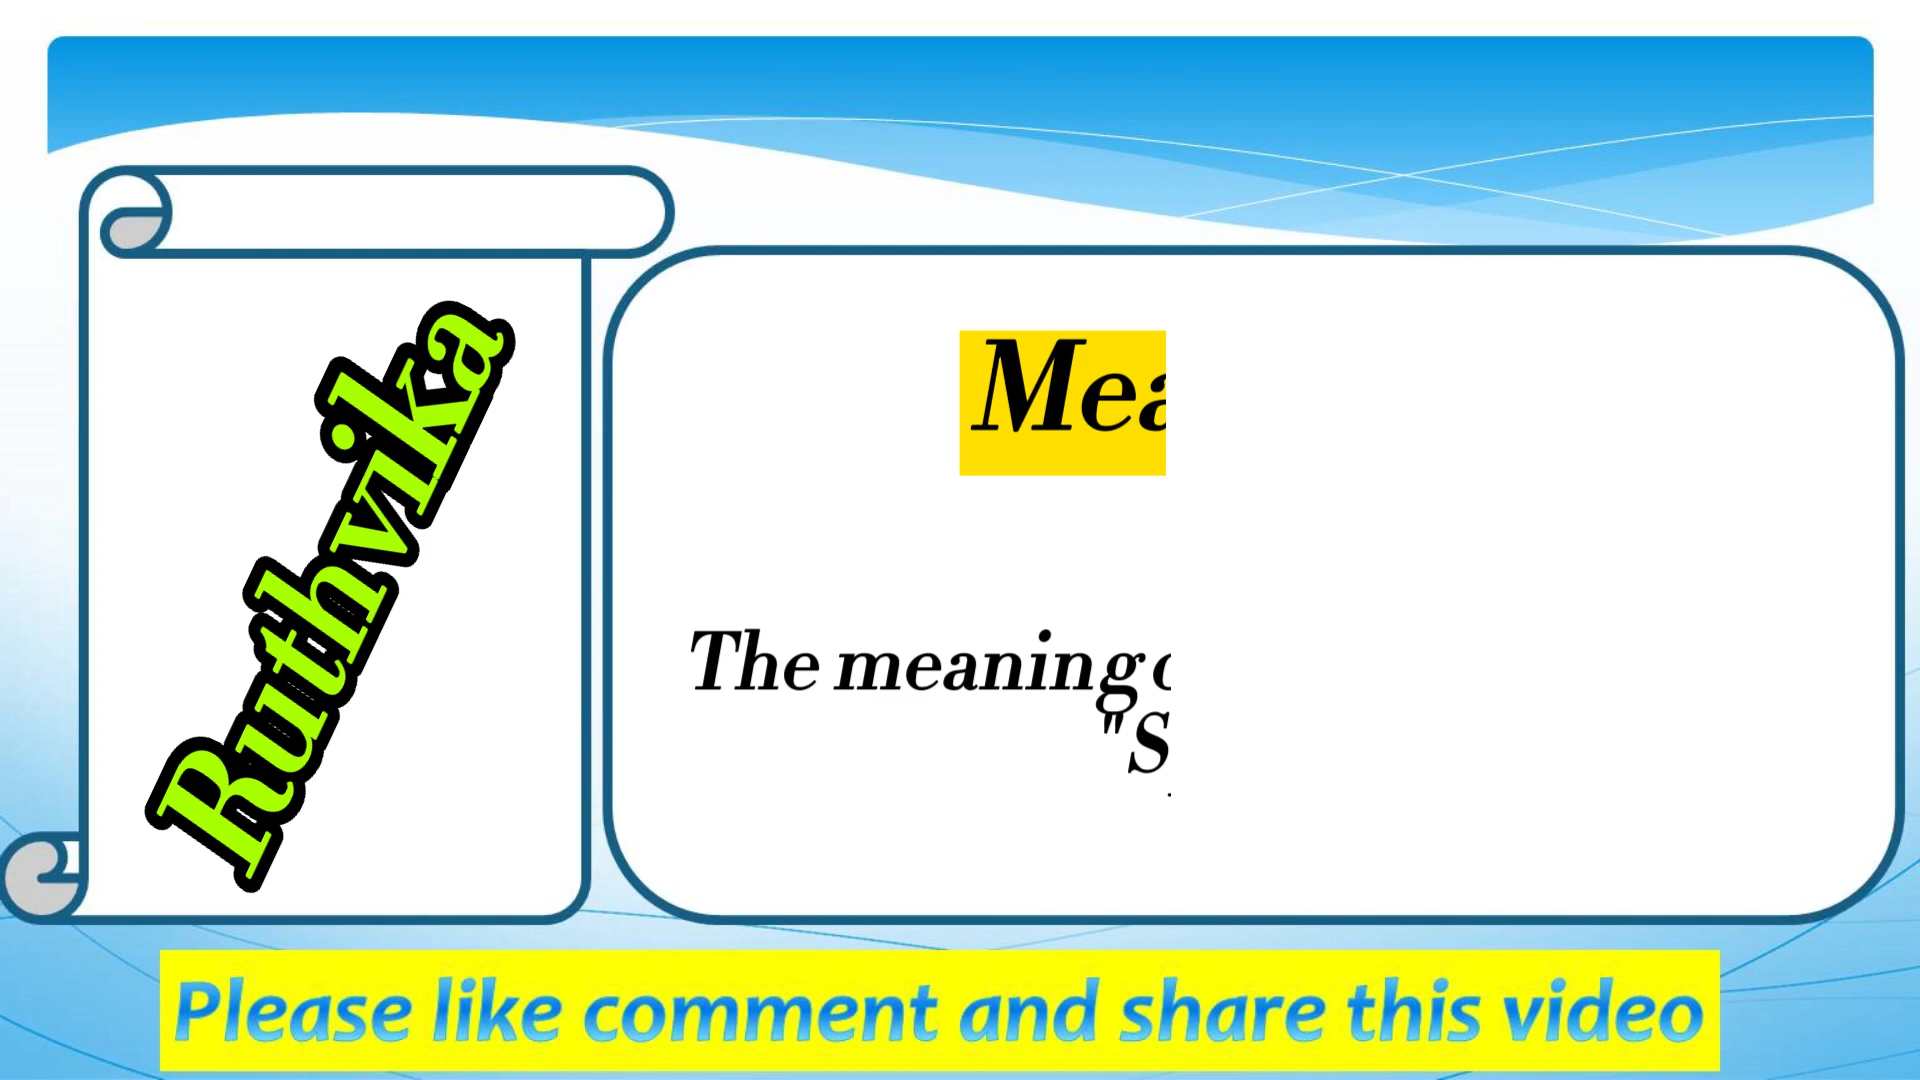 Ruthvika
Mea
The meaning
"S
Please like comment and share this video